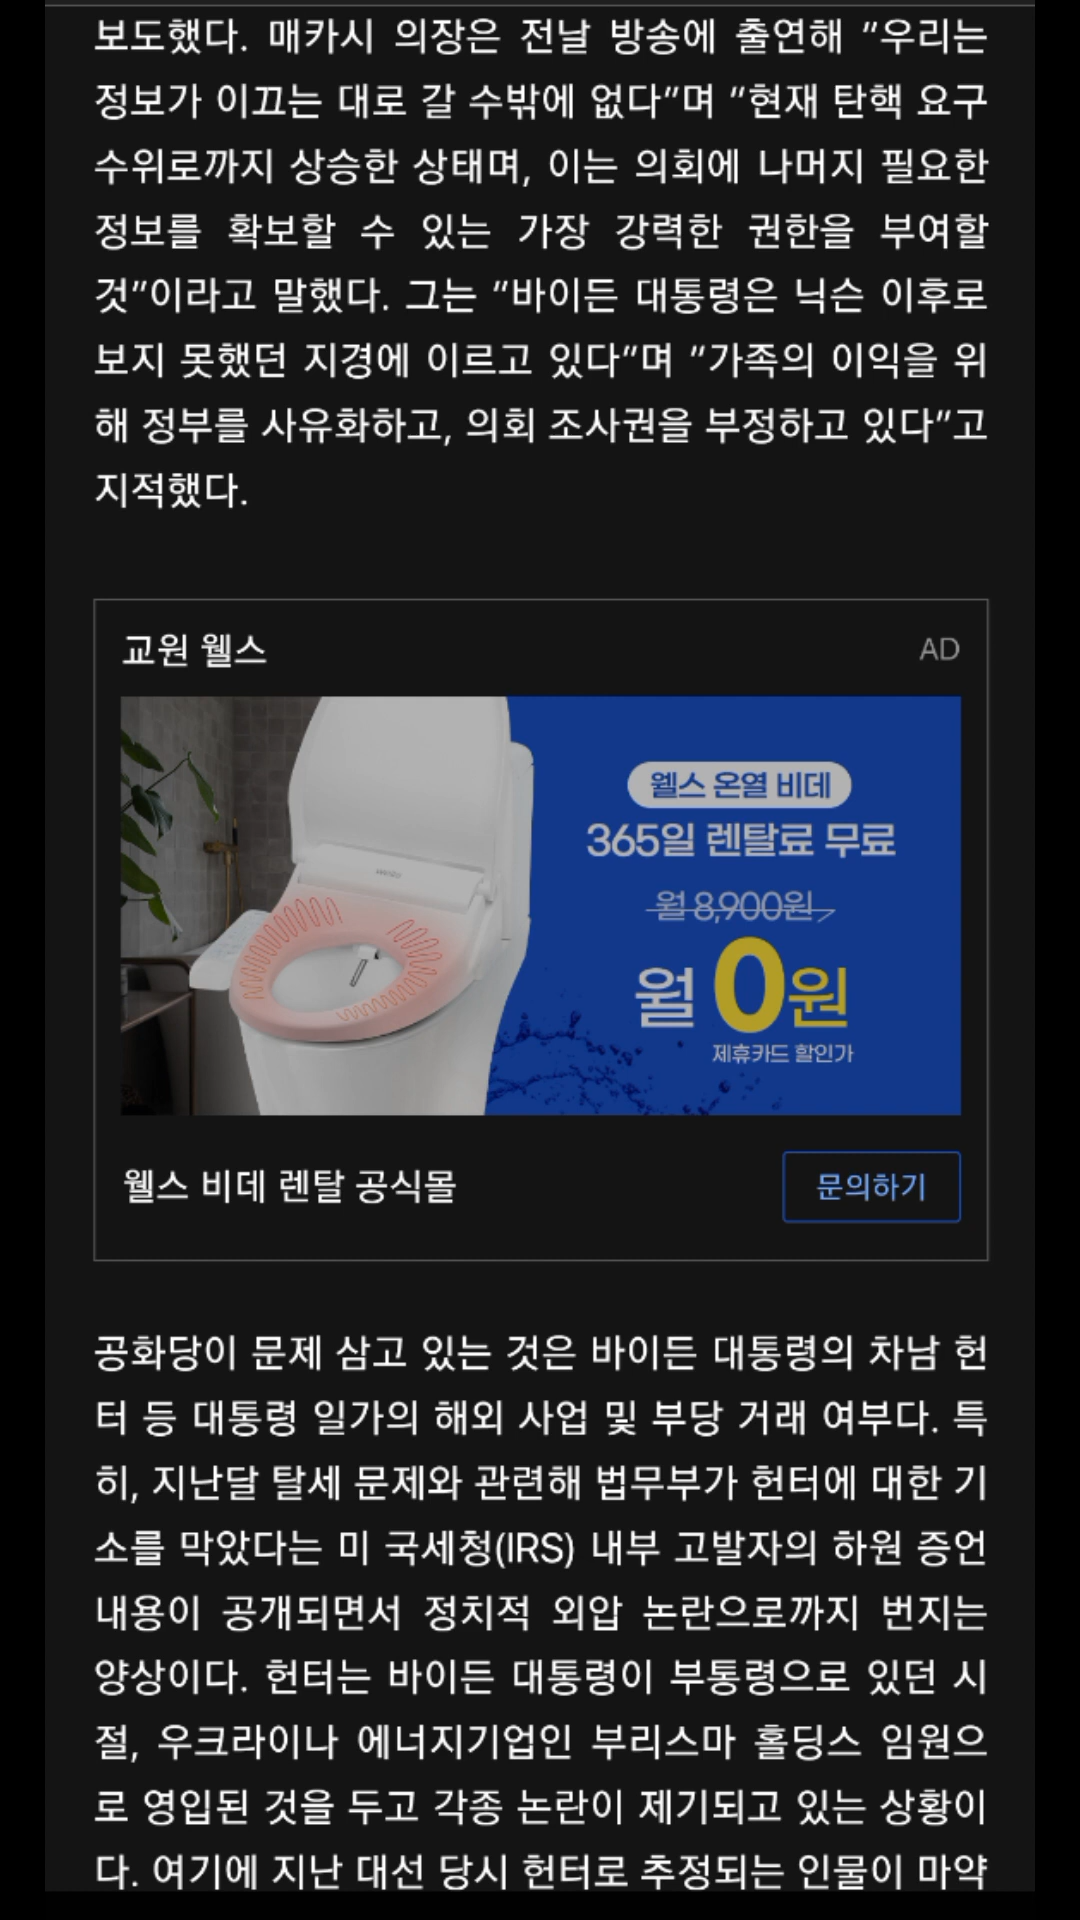 보도했다. 매카시 의장은 전날 방송에 출연해 “우리는
정보가 이끄는 대로 갈 수밖에 없다”며 “현재 탄핵 요구
수위로까지 상승한 상태며, 이는 의회에 나머지 필요한
정보를 확보할 수 있는 가장 강력한 권한을 부여할
것”이라고 말했다. 그는 “바이든 대통령은 닉슨 이후로
보지 못했던 지경에 이르고 있다”며 “가족의 이익을 위
해 정부를 사유화하고, 의회 조사권을 부정하고 있다”고
지적했다.
교원 웰스
AD
웰스 온열 비데
365일 렌탈료 무료
월 8,900원
월 0원
제휴카드 할인가
웰스 비데 렌탈 공식몰
문의하기
공화당이 문제 삼고 있는 것은 바이든 대통령의 차남 헌
터 등 대통령 일가의 해외 사업 및 부당 거래 여부다. 특
히, 지난달 탈세 문제와 관련해 법무부가 헌터에 대한 기
소를 막았다는 미 국세청(IRS) 내부 고발자의 하원 증언
내용이 공개되면서 정치적 외압 논란으로까지 번지는
양상이다. 헌터는 바이든 대통령이 부통령으로 있던 시
절, 우크라이나 에너지기업인 부리스마 홀딩스 임원으
로 영입된 것을 두고 각종 논란이 제기되고 있는 상황이
다. 여기에 지난 대선 당시 헌터로 추정되는 인물이 마약